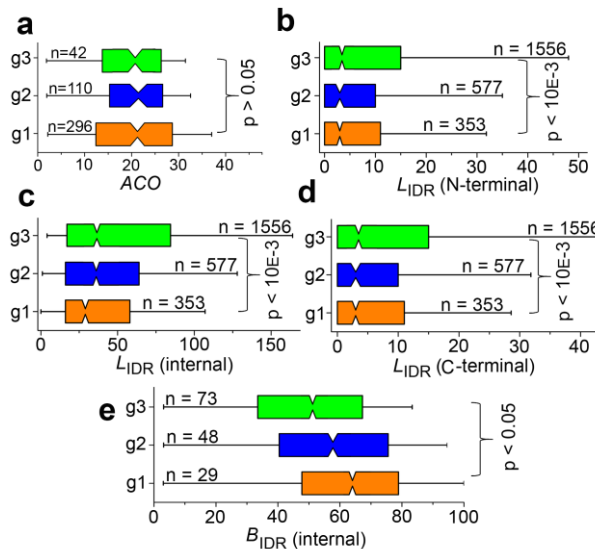 a
g3
n=42
g2
n=110
g1
n=296
p > 0.05
0 10 20 30 40
ACO
b
g3
n = 1556
g2
n = 577
g1
n = 353
p < 10E-3
0 10 20 30 40 50
LIDR (N-terminal)
c
g3
n = 1556
g2
n = 577
g1
n = 353
p < 10E-3
0 50 100 150
LIDR (internal)
d
g3
n = 1556
g2
n = 577
g1
n = 353
p < 10E-3
0 10 20 30 40
LIDR (C-terminal)
e
g3
n = 73
g2
n = 48
g1
n = 29
p < 0.05
0 20 40 60 80 100
BIDR (internal)